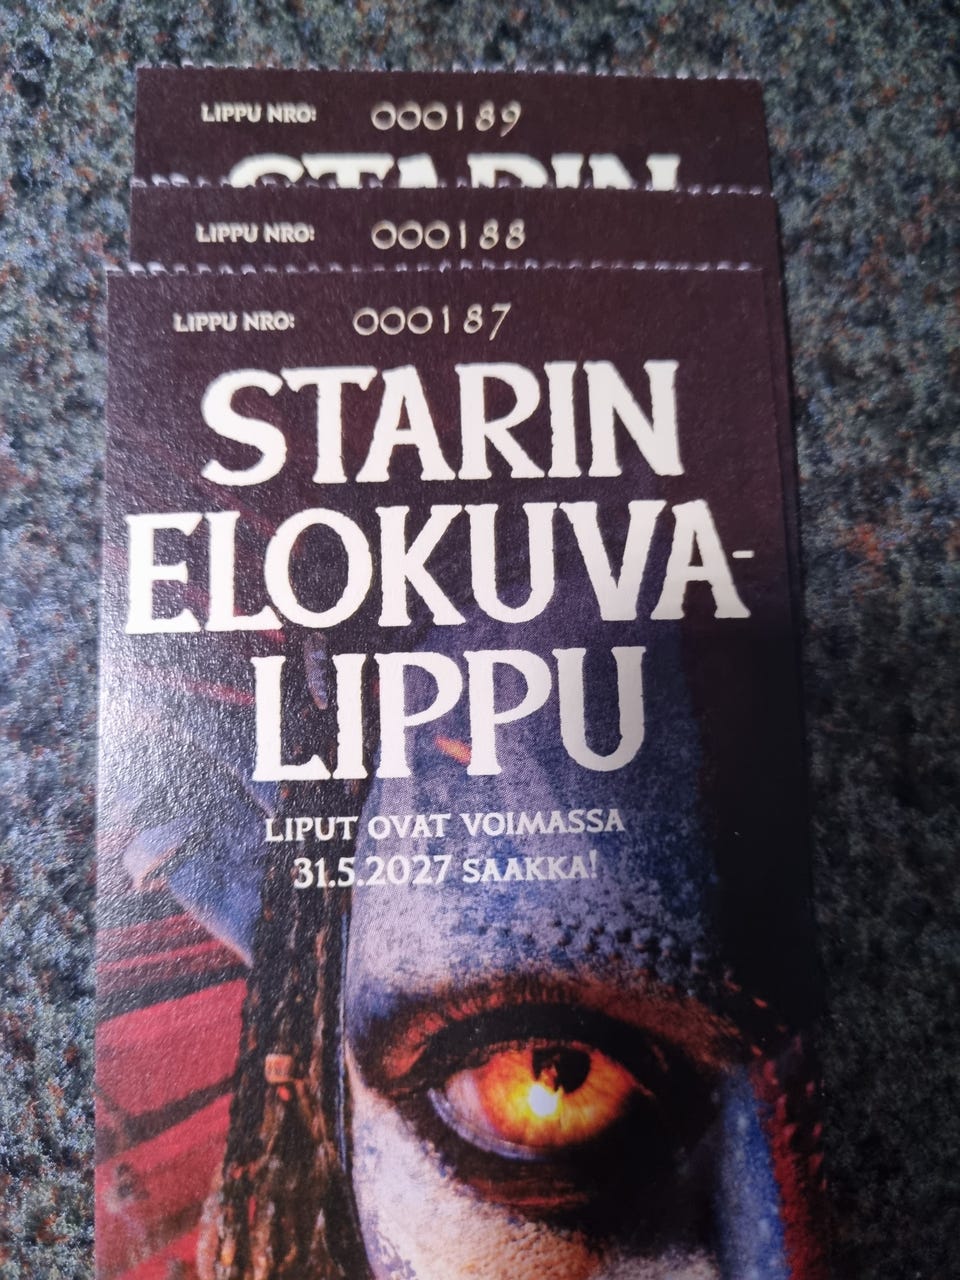 LIPPU NRO: 000189
STARIN
LIPPU NRO: 000188
LIPPU NRO: 000187
STARIN
ELOKUVA-
LIPPU
LIPUT OVAT VOIMASSA
31.5.2027 SAAKKA!